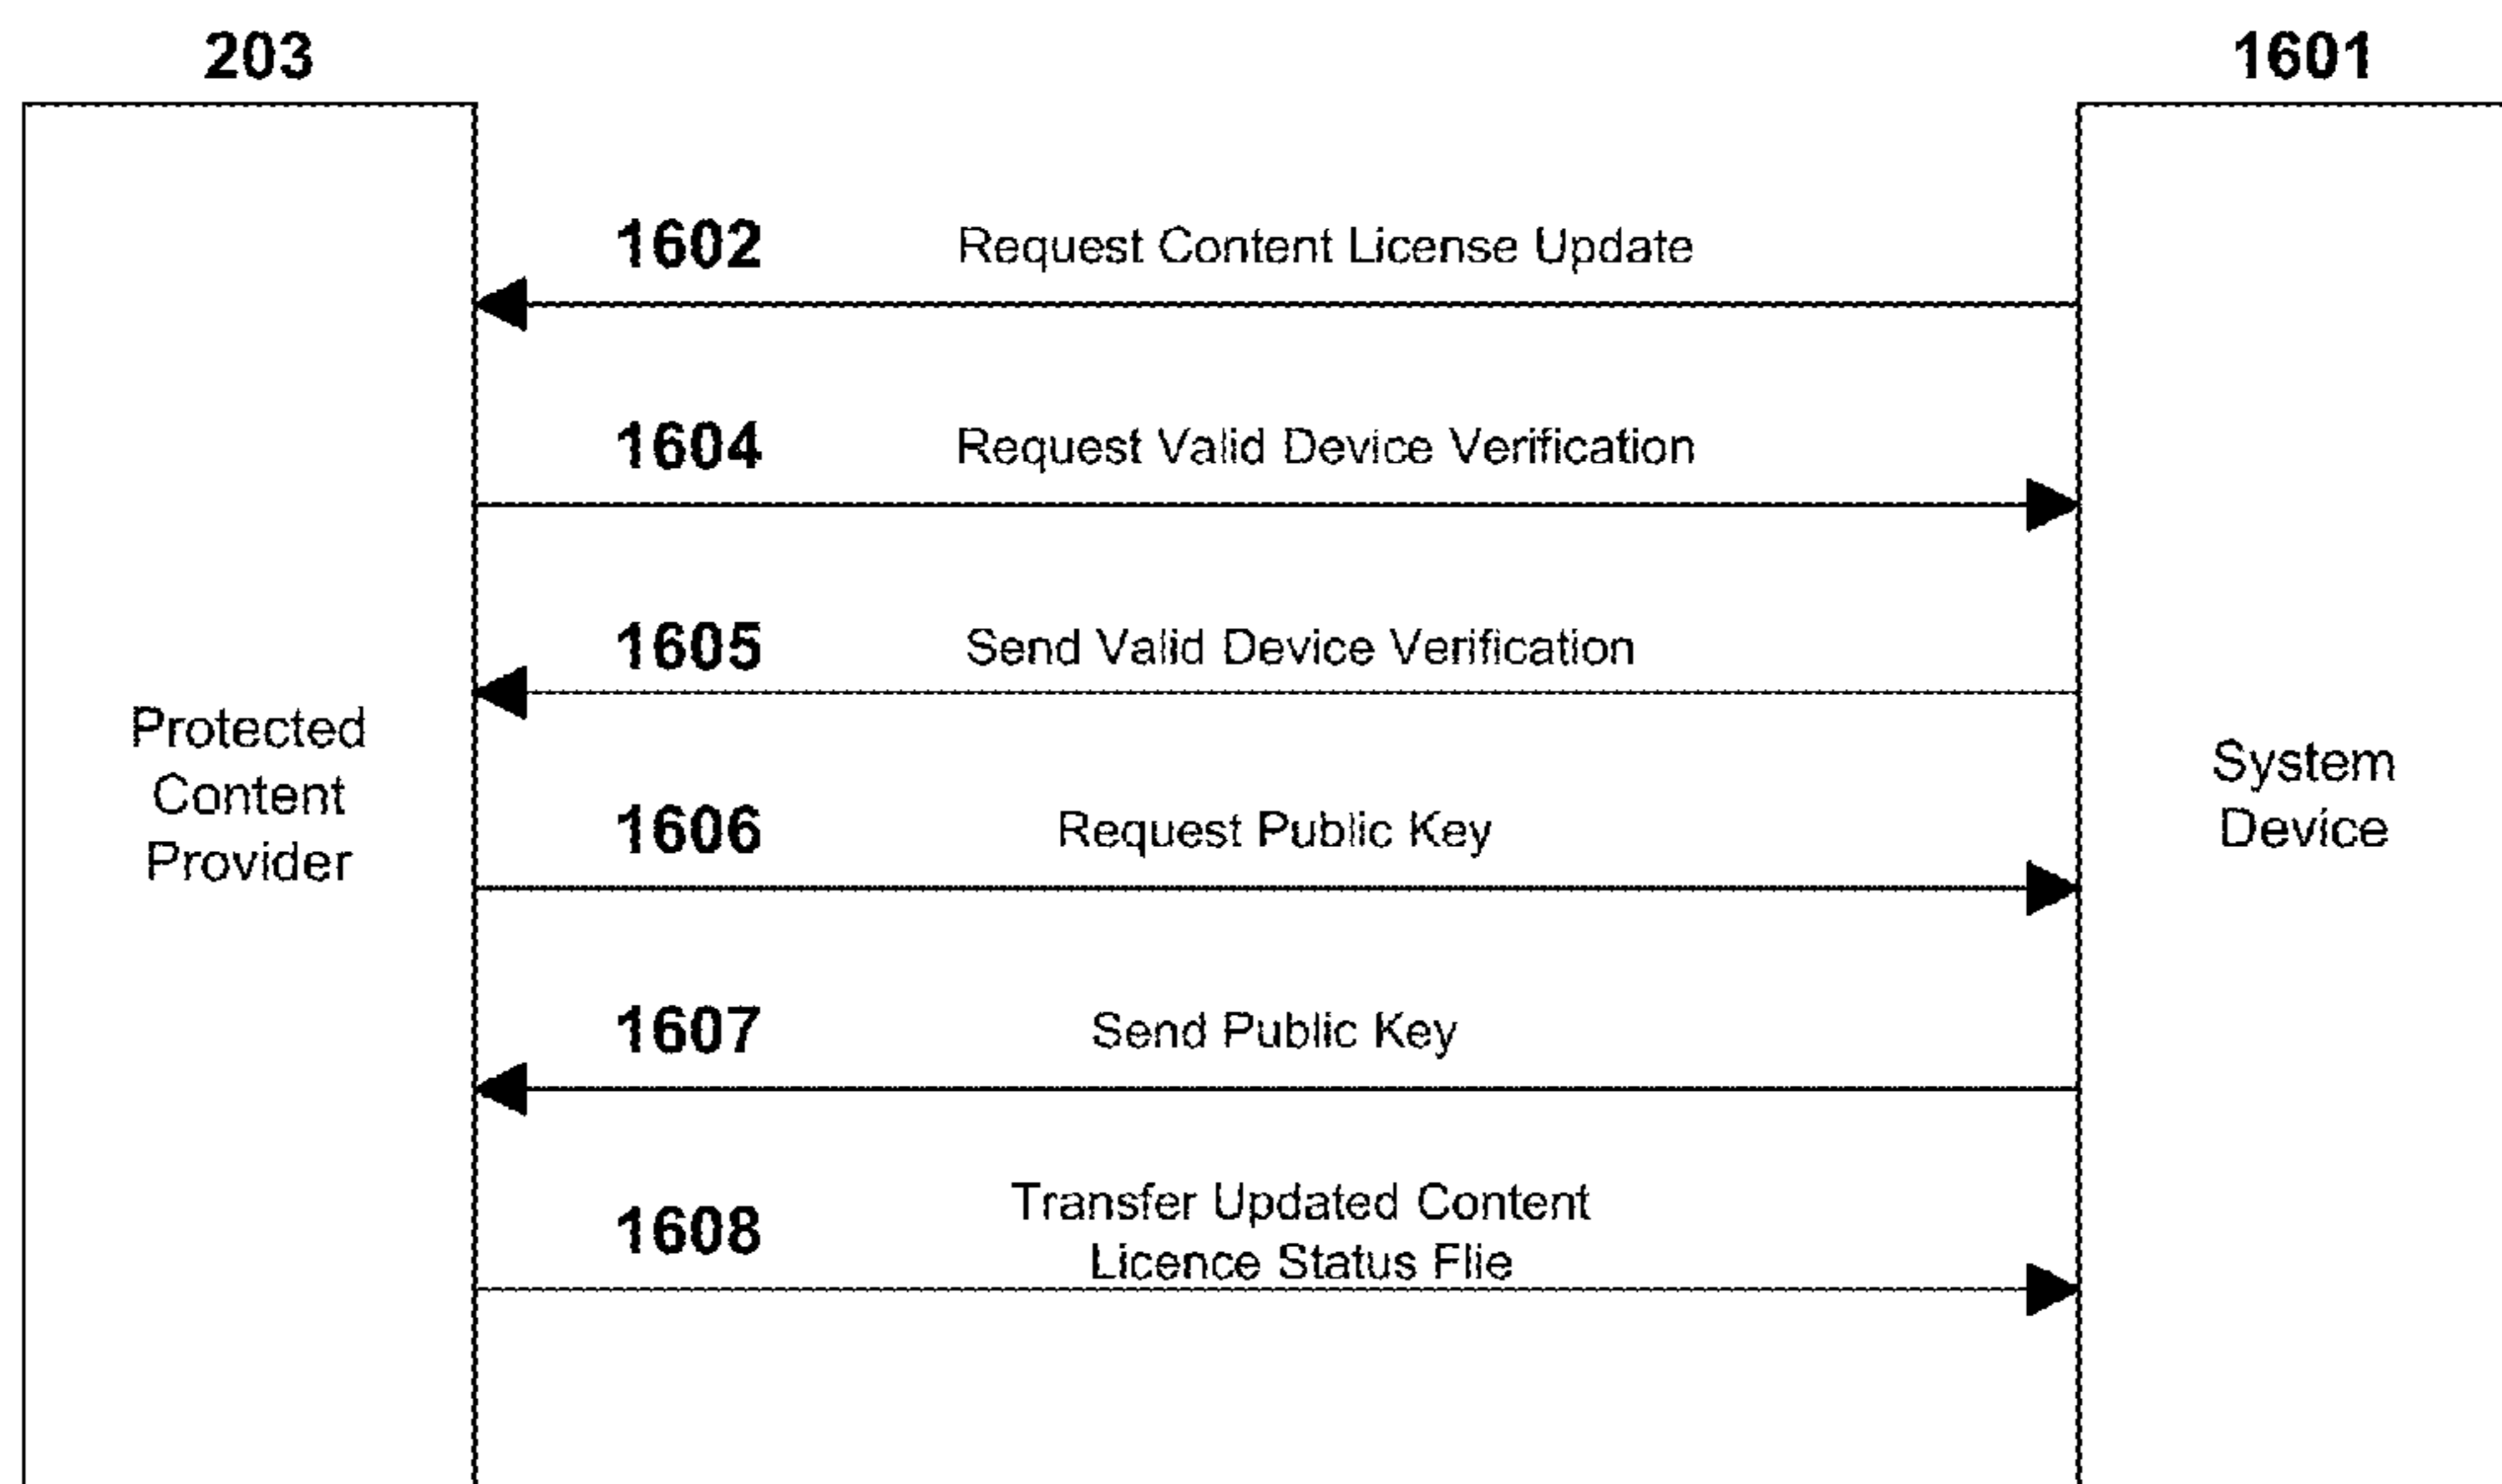 203
1601
1602 Request Content License Update
1604 Request Valid Device Verification
1605 Send Valid Device Verification
Protected
Content
Provider
System
Device
1606 Request Public Key
1607 Send Public Key
1608 Transfer Updated Content
Licence Status Flie